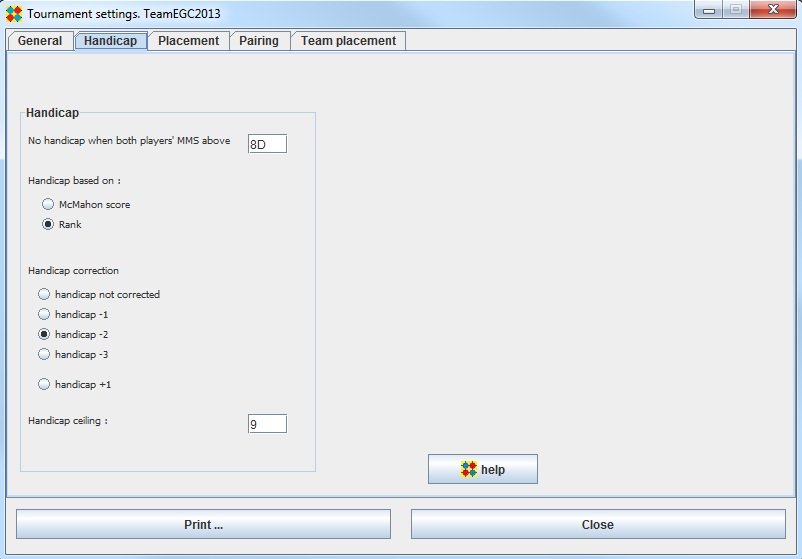 Tournament settings. TeamEGC2013
General Handicap Placement Pairing Team placement
Handicap
No handicap when both players' MMS above 8D
Handicap based on :
McMahon score
Rank
Handicap correction
handicap not corrected
handicap -1
handicap -2
handicap -3
handicap +1
Handicap ceiling : 9
help
Print ... Close